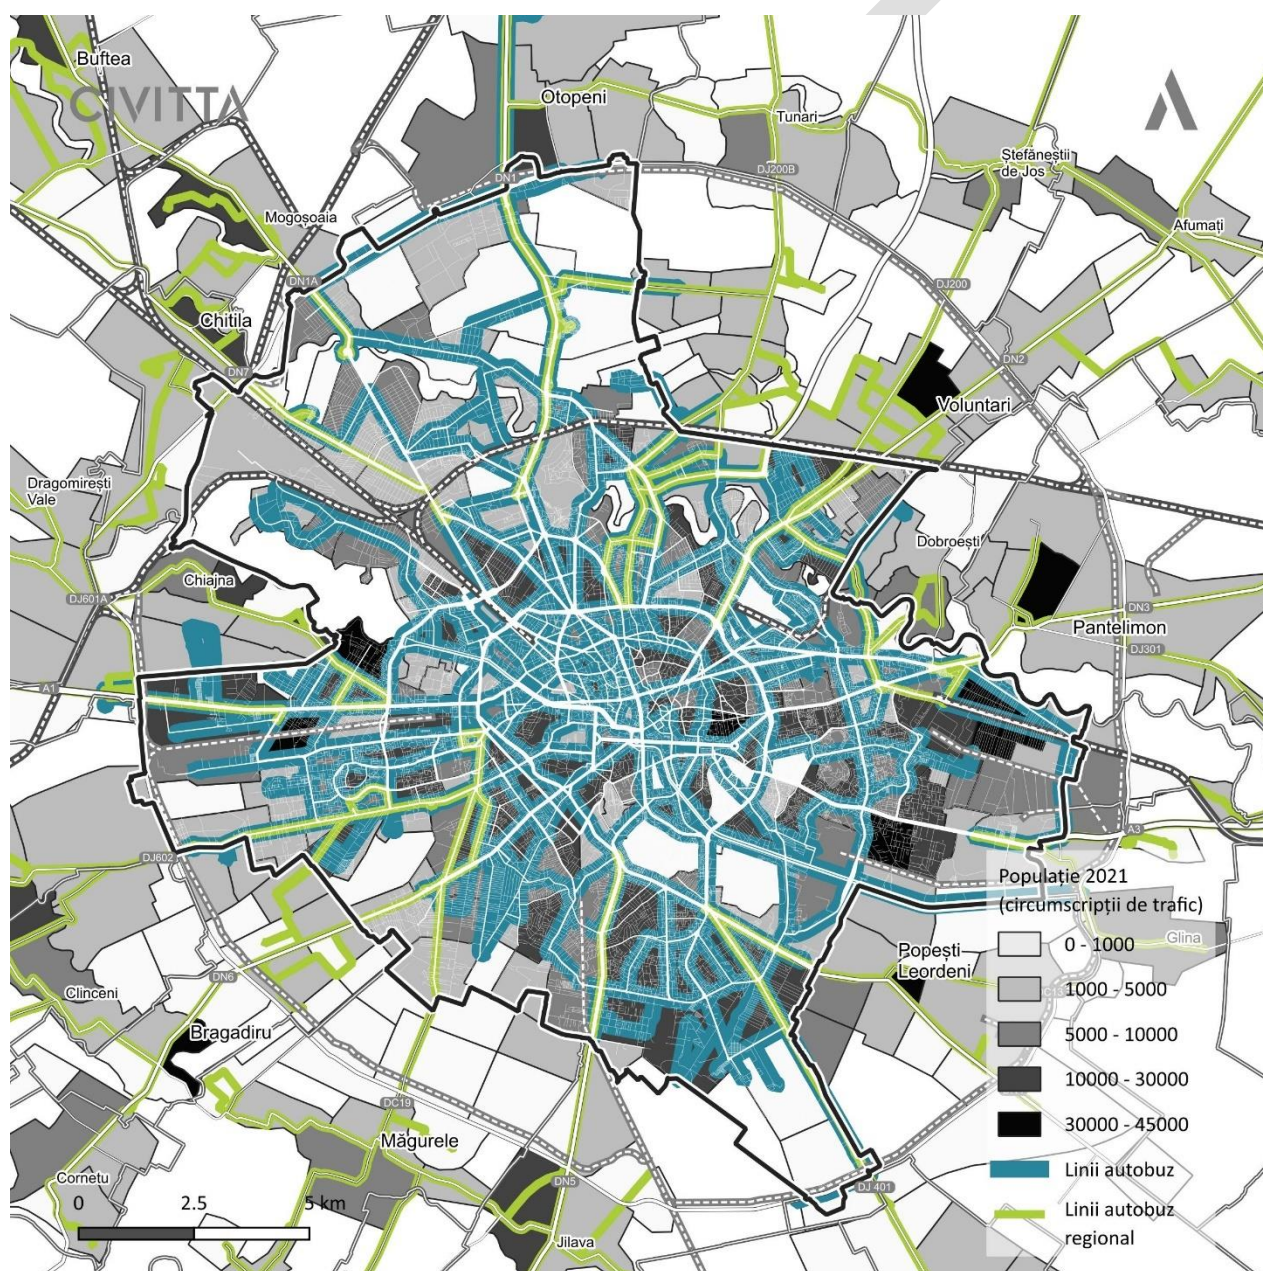 Buftea
CIVITTA
Otopeni
Tunari
Ștefăneștii
de Jos
DN1
DJ200B
Mogoșoaia
Afumați
DN1A
DJ200
Chitila
DN2
DN7
Voluntari
Dragomirești
Vale
Dobroești
Chiajna
DJ601A
DN3
Pantelimon
DJ301
A1
A3
DJ602
Populație 2021
(circumscripții de trafic)
0 - 1000
1000 - 5000
5000 - 10000
10000 - 30000
30000 - 45000
Linii autobuz
Linii autobuz
regional
Glina
Popești
Leordeni
DN6
Clinceni
Bragadiru
DC19
Măgurele
Cornetu
DN5
DJ 401
0
2.5
5 km
Jilava